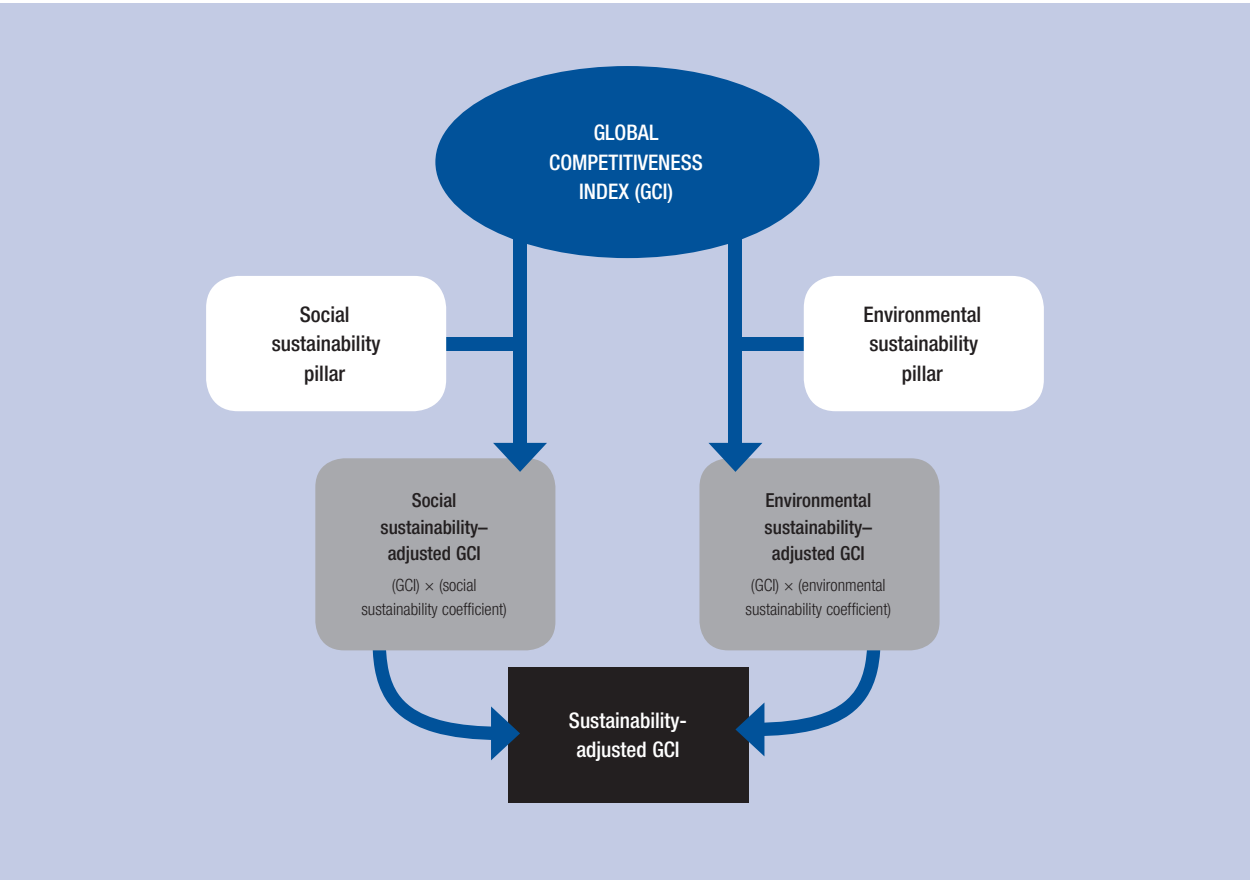 GLOBAL
COMPETITIVENESS
INDEX (GCI)
Social
sustainability
pillar
Environmental
sustainability
pillar
Social
sustainability–
adjusted GCI
(GCI) × (social
sustainability coefficient)
Environmental
sustainability–
adjusted GCI
(GCI) × (environmental
sustainability coefficient)
Sustainability-
adjusted GCI